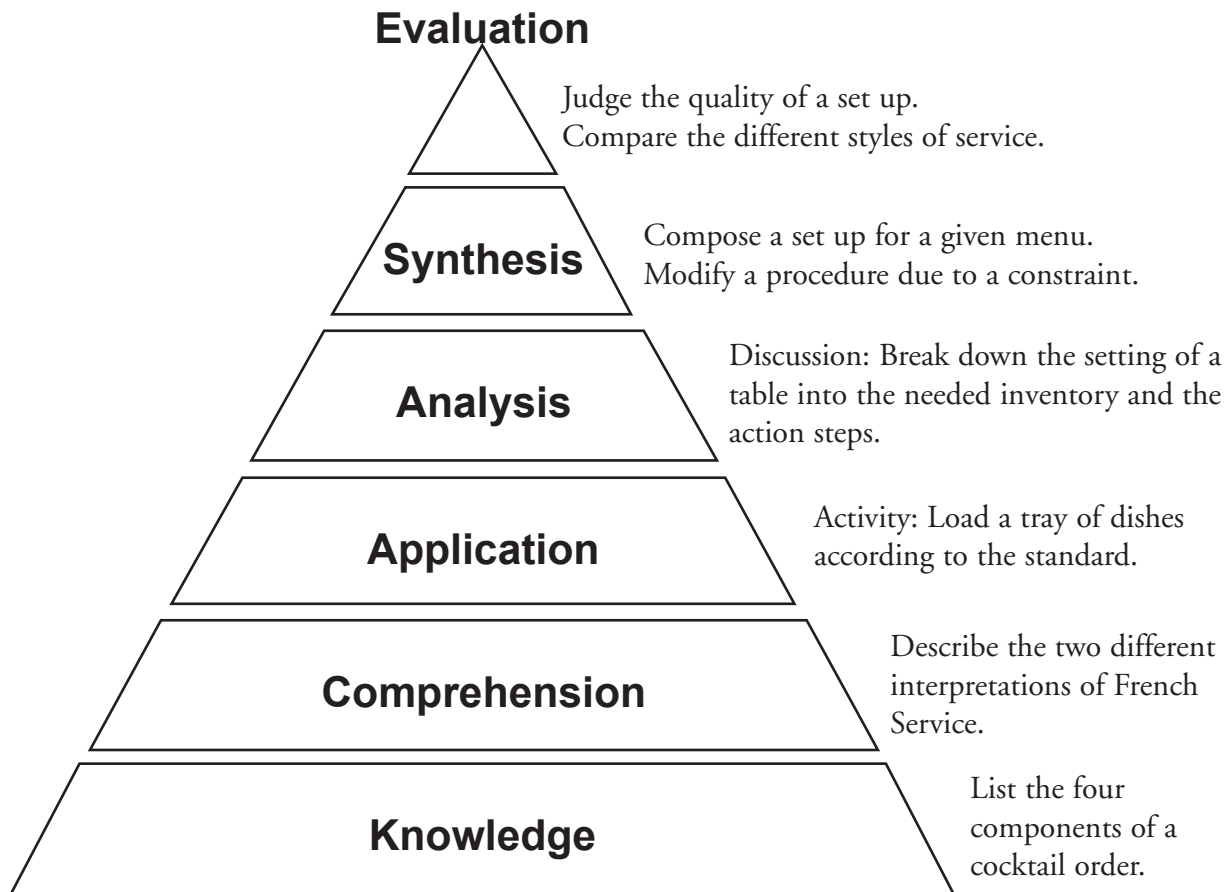 Evaluation
Judge the quality of a set up.
Compare the different styles of service.
Synthesis
Compose a set up for a given menu.
Modify a procedure due to a constraint.
Analysis
Discussion: Break down the setting of a
table into the needed inventory and the
action steps.
Application
Activity: Load a tray of dishes
according to the standard.
Comprehension
Describe the two different
interpretations of French
Service.
Knowledge
List the four
components of a
cocktail order.